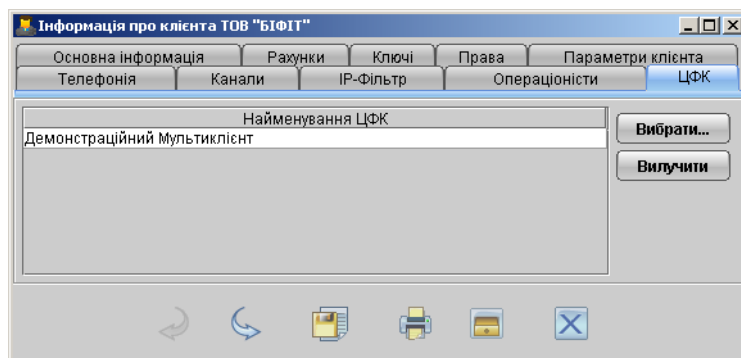 Інформація про клієнта ТОВ "БІФІТ"
Основна інформація Рахунки Ключі Права Параметри клієнта
Телефонія Канали IP-Фільтр Операціоністи ЦФК
Найменування ЦФК
Демонстраційний Мультиклієнт
Вибрати...
Вилучити